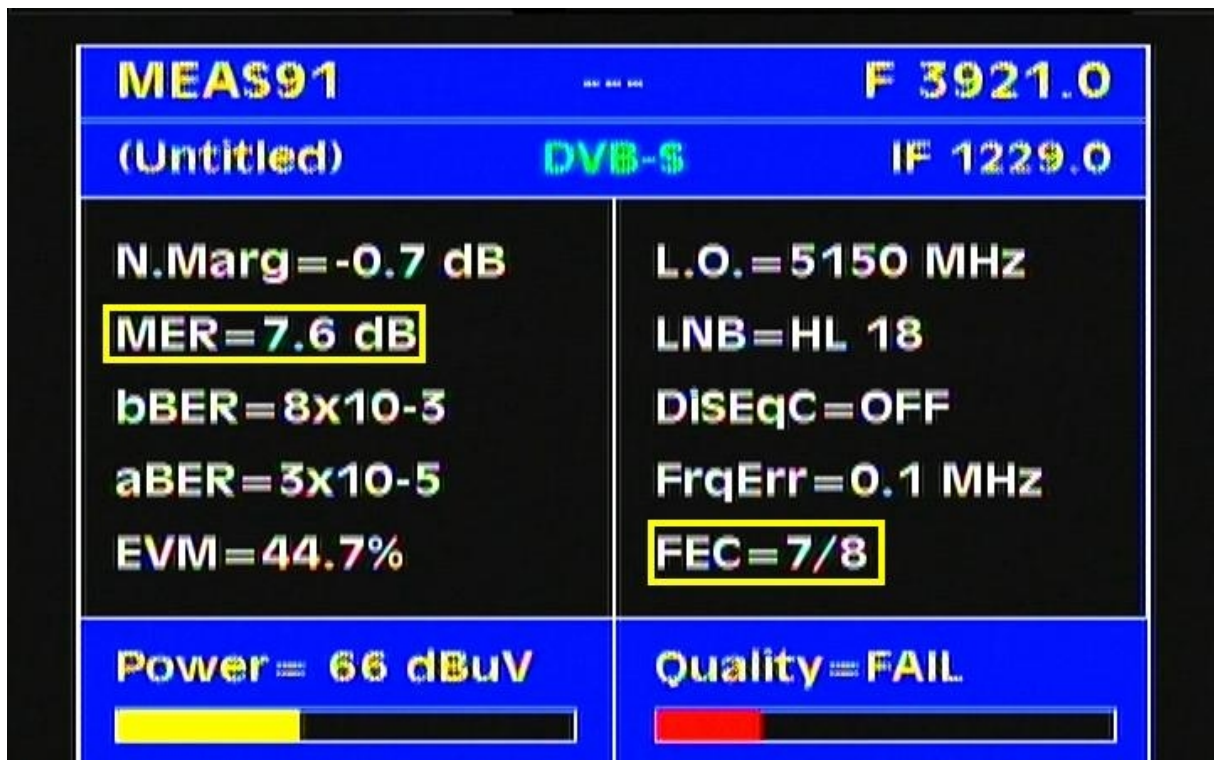 MEAS91 --- F 3921.0
(Untitled) DVB-S IF 1229.0
N.Marg=-0.7 dB
MER=7.6 dB
bBER=8x10-3
aBER=3x10-5
EVM=44.7%
L.O.=5150 MHz
LNB=HL 18
DiSEqC=OFF
FrqErr=0.1 MHz
FEC=7/8
Power= 66 dBuV
Quality=FAIL